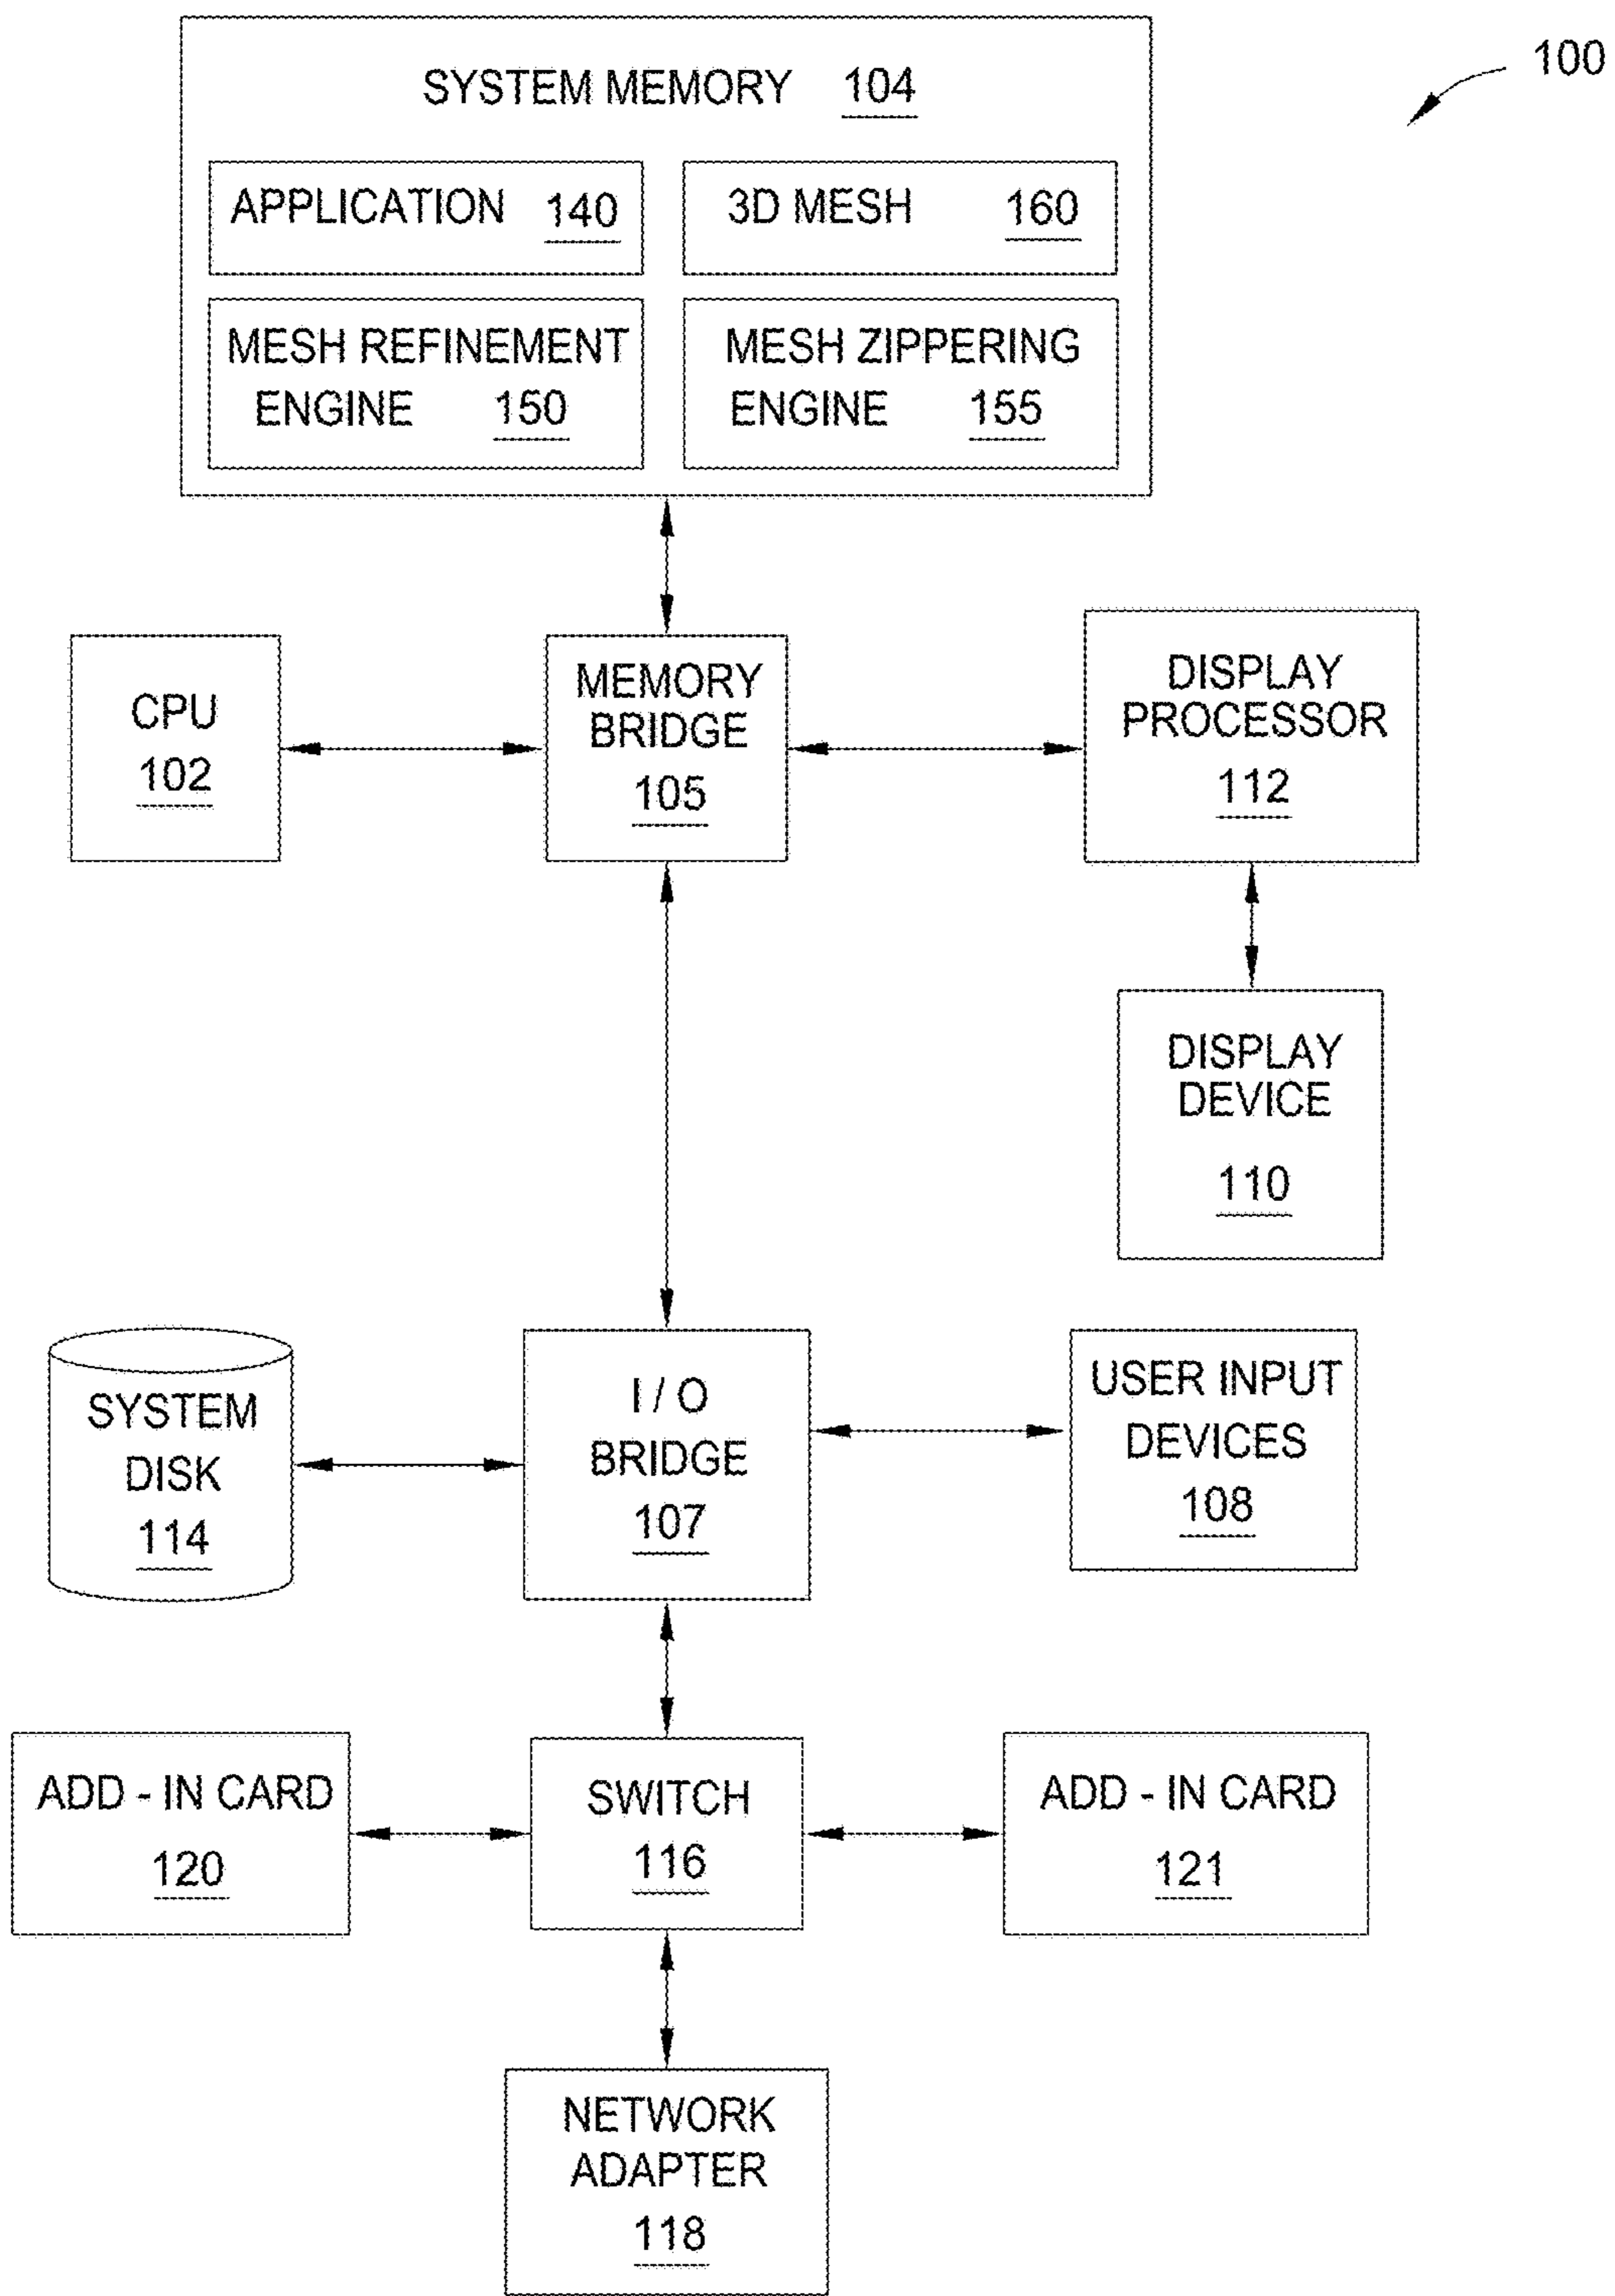 100
SYSTEM MEMORY 104
APPLICATION 140
3D MESH 160
MESH REFINEMENT
ENGINE 150
MESH ZIPPERING
ENGINE 155
CPU
102
MEMORY
BRIDGE
105
DISPLAY
PROCESSOR
112
DISPLAY
DEVICE
110
SYSTEM
DISK
114
I / O
BRIDGE
107
USER INPUT
DEVICES
108
ADD - IN CARD
120
SWITCH
116
ADD - IN CARD
121
NETWORK
ADAPTER
118